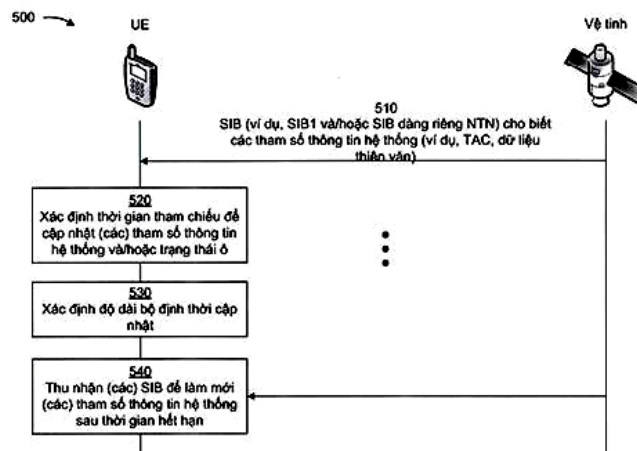 500
UE
Vệ tinh
510
SIB (ví dụ, SIB1 và/hoặc SIB dàng riêng NTN) cho biết
các tham số thông tin hệ thống (ví dụ, TAC, dữ liệu
thiên văn)
520
Xác định thời gian tham chiếu để
cập nhật (các) tham số thông tin
hệ thống và/hoặc trạng thái ô
530
Xác định độ dài bộ định thời cập
nhật
540
Thu nhận (các) SIB để làm mới
(các) tham số thông tin hệ thống
sau thời gian hết hạn